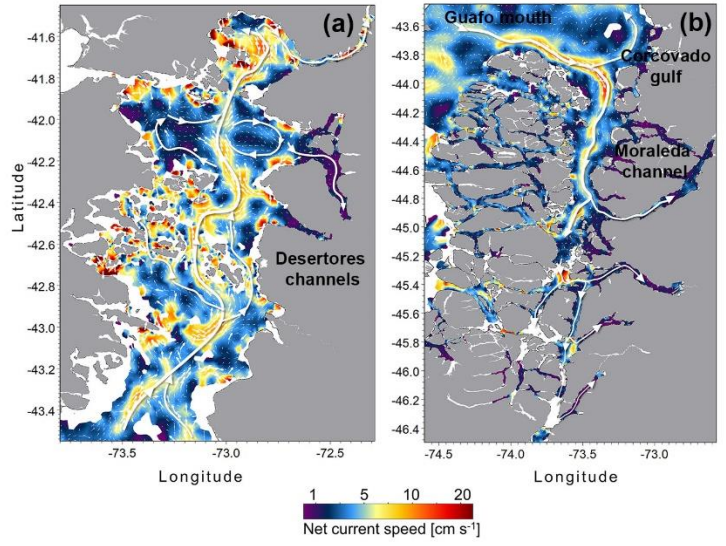 (a)
-41.6
-41.8
-42.0
-42.2
-42.4
-42.6
-42.8
-43.0
-43.2
-43.4
Latitude
Desertores
channels
-73.5
-73.0
-72.5
Longitude
(b)
Guafo mouth
Corcovado
gulf
Moraleda
channel
-43.6
-43.8
-44.0
-44.2
-44.4
-44.6
-44.8
-45.0
-45.2
-45.4
-45.6
-45.8
-46.0
-46.2
-46.4
-74.5
-74.0
-73.5
-73.0
Longitude
1 5 10 20
Net current speed [cm s⁻¹]